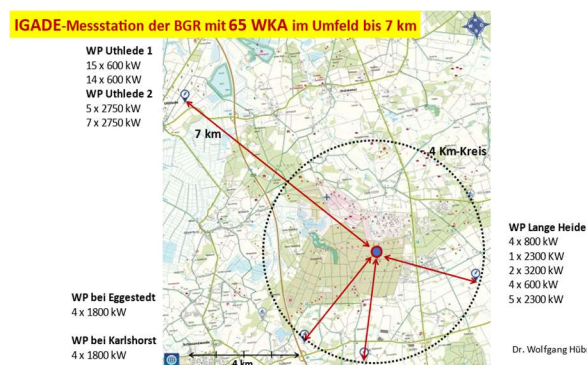 IGADE-Messstation der BGR mit 65 WKA im Umfeld bis 7 km
WP Uthlede 1
15 x 600 kW
14 x 600 KW
WP Uthlede 2
5 x 2750 kW
7 x 2750 kW
7 km
4 Km-Kreis
WP Lange Heide
4 x 800 kW
1 x 2300 KW
2 x 3200 kW
4 x 600 kW
5 x 2300 kW
WP bei Eggestedt
4 x 1800 kW
WP bei Karlshorst
4 x 1800 kW
4 km
Dr. Wolfgang Hüb